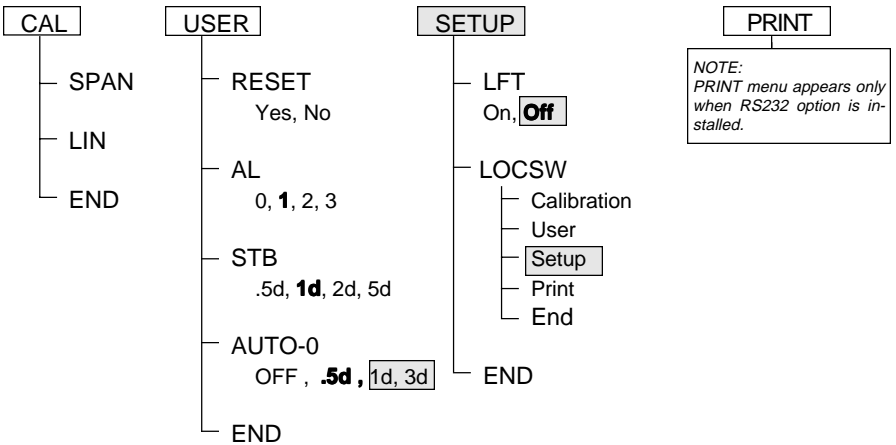 CAL
SPAN
LIN
END
USER
RESET
Yes, No
AL
0, 1, 2, 3
STB
.5d, 1d, 2d, 5d
AUTO-0
OFF , .5d , 1d, 3d
END
SETUP
LFT
On, Off
LOCSW
Calibration
User
Setup
Print
End
END
PRINT
NOTE:
PRINT menu appears only
when RS232 option is in-
stalled.